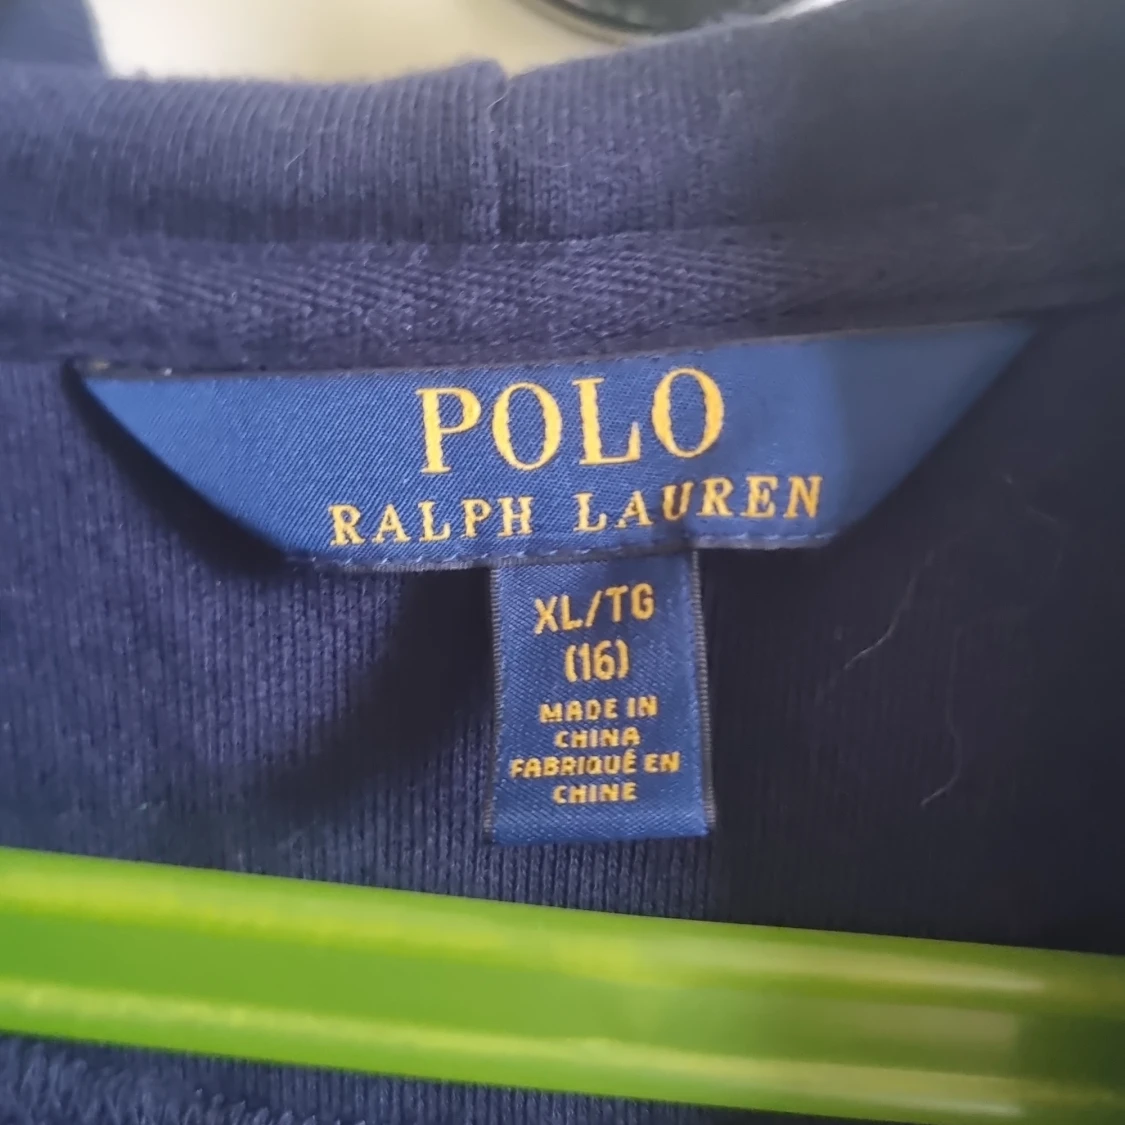 POLO
RALPH LAUREN
XL/TG
(16)
MADE IN
CHINA
FABRIQUÉ EN
CHINE